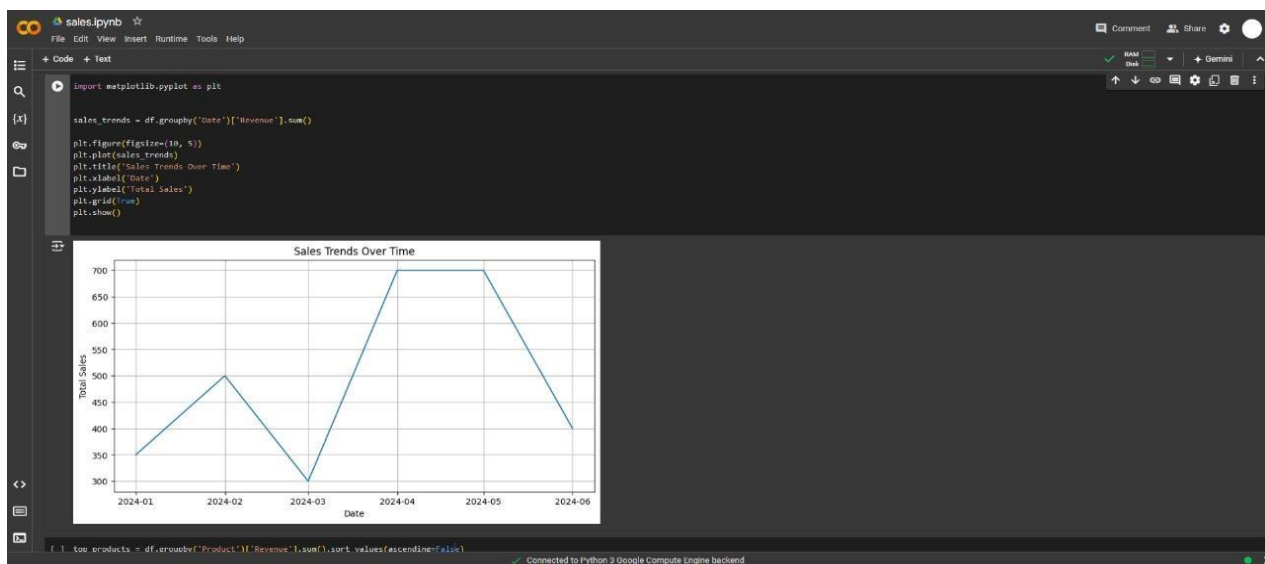 CO sales.ipynb
File Edit View Insert Runtime Tools Help
Comment Share
+ Code + Text
RAM
Disk
Gemini
import matplotlib.pyplot as plt
{x}
sales_trends = df.groupby('Date')['Revenue'].sum()
plt.figure(figsize=(10, 5))
plt.plot(sales_trends)
plt.title('Sales Trends Over Time')
plt.xlabel('Date')
plt.ylabel('Total Sales')
plt.grid(True)
plt.show()
Sales Trends Over Time
700
650
600
550
500
450
400
350
300
Total Sales
2024-01 2024-02 2024-03 2024-04 2024-05 2024-06
Date
[ ] top_products = df.groupby('Product')['Revenue'].sum().sort_values(ascending=False)
Connected to Python 3 Google Compute Engine backend